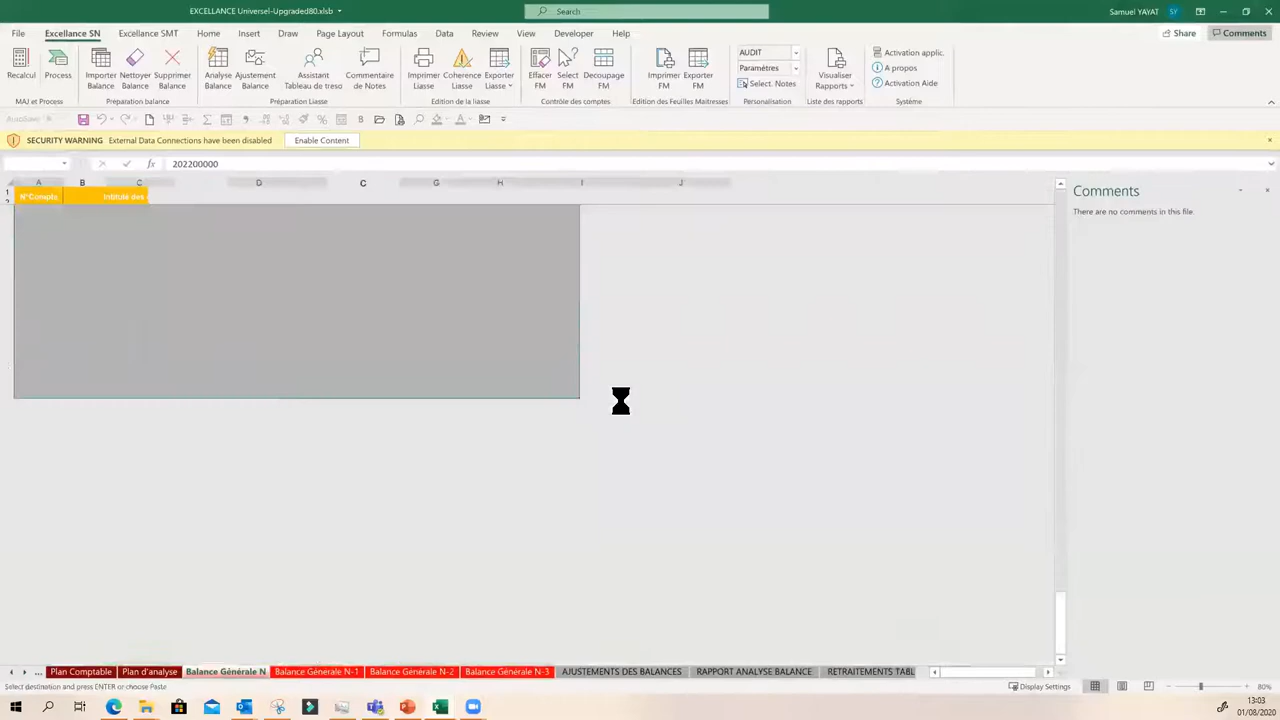 EXCELLANCE Universel-Upgraded80.xlsb
Search
Samuel YAYAT SY
File Excellance SN Excellance SMT Home Insert Draw Page Layout Formulas Data Review View Developer Help Share Comments
Recalcul
Process
Importer Balance
Nettoyer Balance
Supprimer Balance
Analyse Balance
Ajustement Balance
Assistant Tableau de treso
Commentaire de Notes
Imprimer Liasse
Coherence Liasse
Exporter Liasse
Effacer FM
Select FM
Decoupage FM
Imprimer FM
Exporter FM
AUDIT
Paramètres
Select. Notes
Visualiser Rapports
Activation applic.
A propos
Activation Aide
MAJ et Process Préparation balance Préparation Liasse Edition de la liasse Contrôle des comptes Edition des Feuilles Maitresses Personalisation Liste des rapports Système
SECURITY WARNING External Data Connections have been disabled Enable Content
202200000
A B C D G H I J
1
N°Compte Intitulé des
Comments
There are no comments in this file.
... Plan Comptable Plan d'analyse Balance Générale N Balance Générale N-1 Balance Générale N-2 Balance Générale N-3 AJUSTEMENTS DES BALANCES RAPPORT ANALYSE BALANCE RETRAITEMENTS TABL
Select destination and press ENTER or choose Paste Display Settings 80%
13:03
01/08/2020